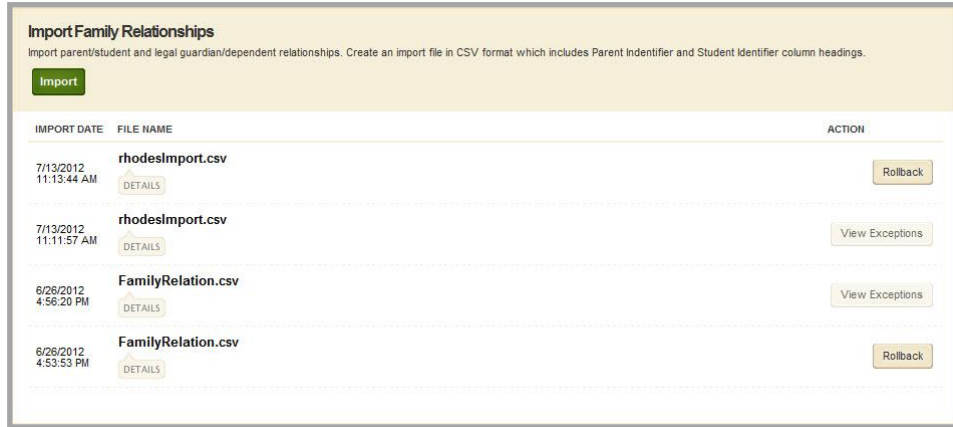 Import Family Relationships
Import parent/student and legal guardian/dependent relationships. Create an import file in CSV format which includes Parent Indentifier and Student Identifier column headings.
Import
IMPORT DATE FILE NAME ACTION
rhodesImport.csv
7/13/2012
11:13:44 AM
DETAILS
Rollback
rhodesImport.csv
7/13/2012
11:11:57 AM
DETAILS
View Exceptions
FamilyRelation.csv
6/26/2012
4:56:20 PM
DETAILS
View Exceptions
FamilyRelation.csv
6/26/2012
4:53:53 PM
DETAILS
Rollback